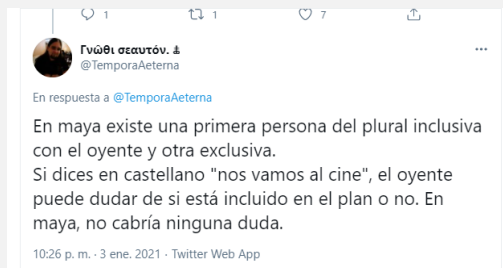 1 1 7
Γνῶθι σεαυτόν.
@TemporaAeterna
En respuesta a @TemporaAeterna
En maya existe una primera persona del plural inclusiva
con el oyente y otra exclusiva.
Si dices en castellano "nos vamos al cine", el oyente
puede dudar de si está incluido en el plan o no. En
maya, no cabría ninguna duda.
10:26 p. m. · 3 ene. 2021 · Twitter Web App